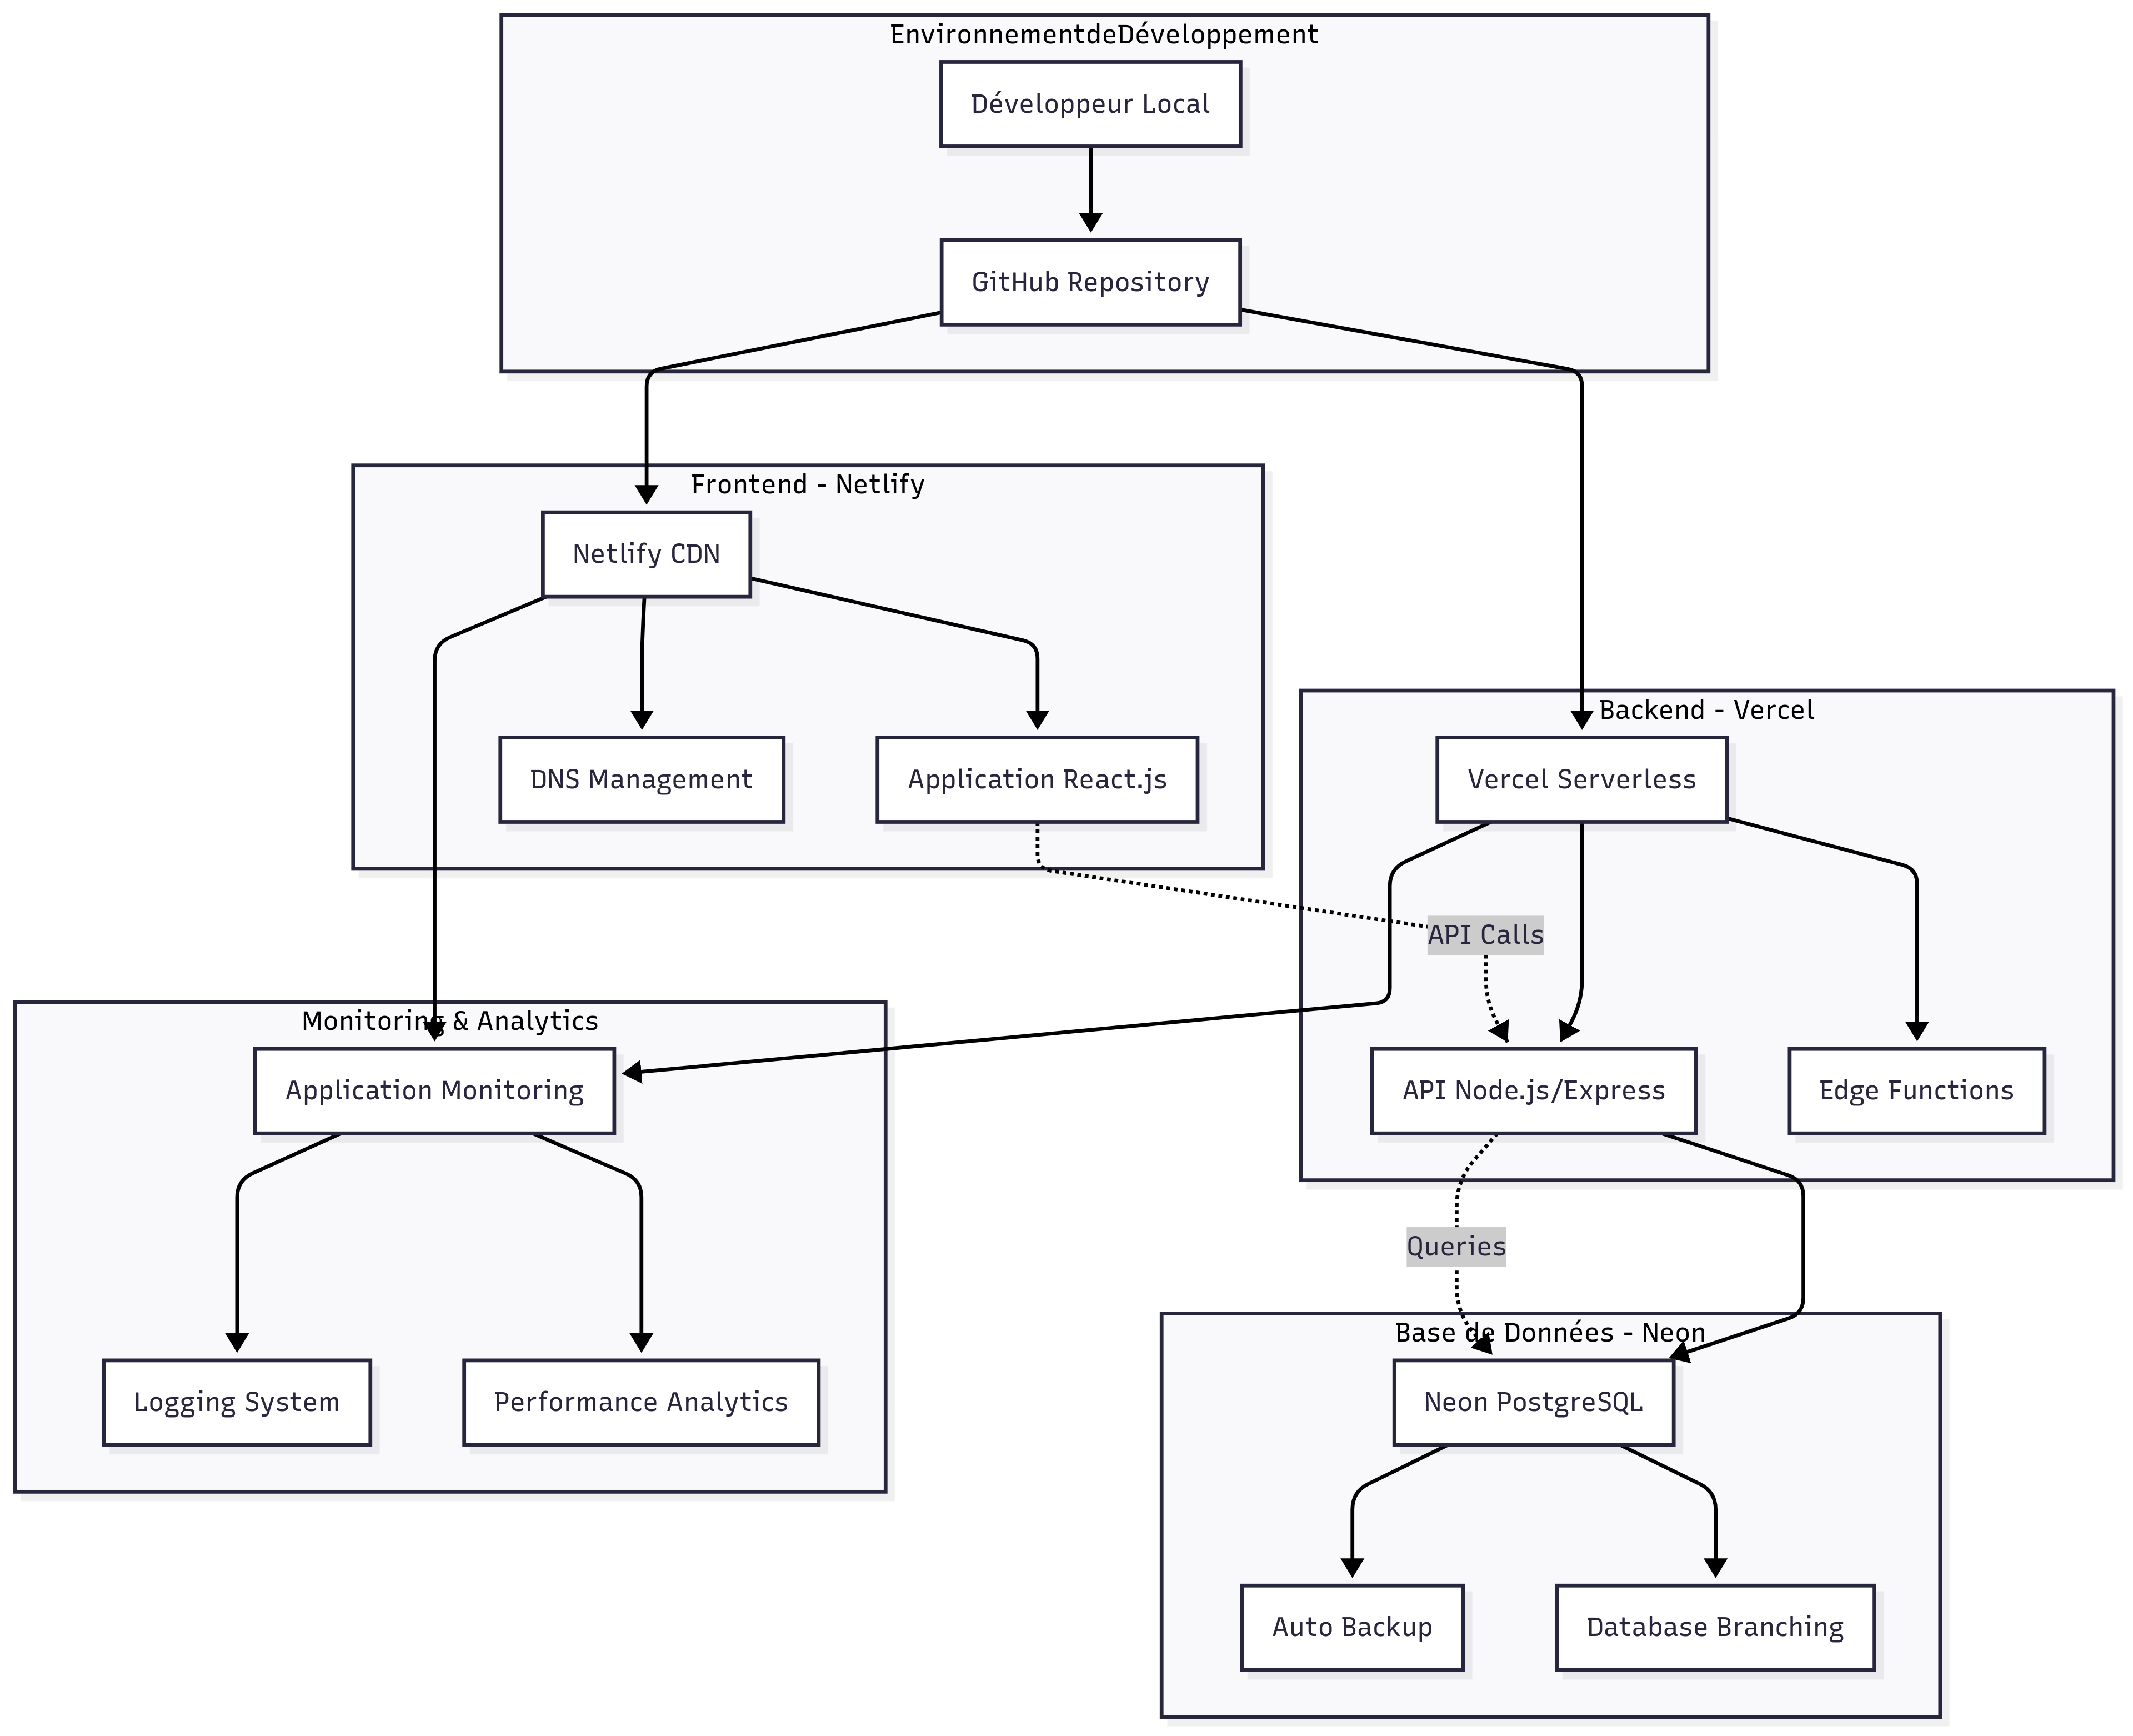 EnvironnementdeDéveloppement
Développeur Local
GitHub Repository
Frontend - Netlify
Netlify CDN
DNS Management
Application React.js
Backend - Vercel
Vercel Serverless
API Calls
API Node.js/Express
Edge Functions
Monitoring & Analytics
Application Monitoring
Logging System
Performance Analytics
Queries
Base de Données - Neon
Neon PostgreSQL
Auto Backup
Database Branching